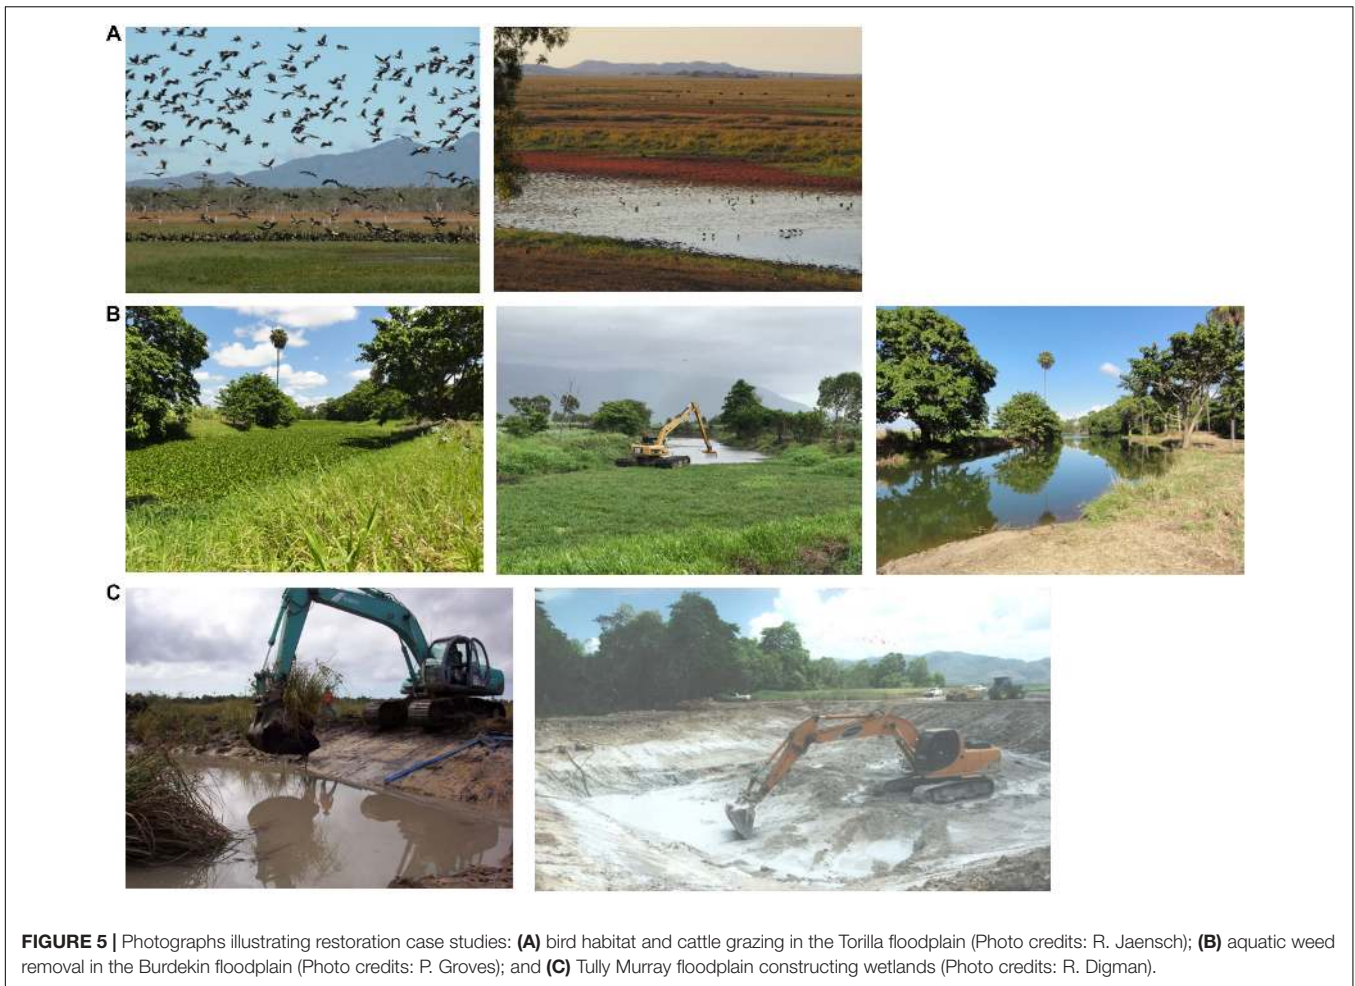 A
B
C
FIGURE 5 | Photographs illustrating restoration case studies: (A) bird habitat and cattle grazing in the Torilla floodplain (Photo credits: R. Jaensch); (B) aquatic weed
removal in the Burdekin floodplain (Photo credits: P. Groves); and (C) Tully Murray floodplain constructing wetlands (Photo credits: R. Digman).